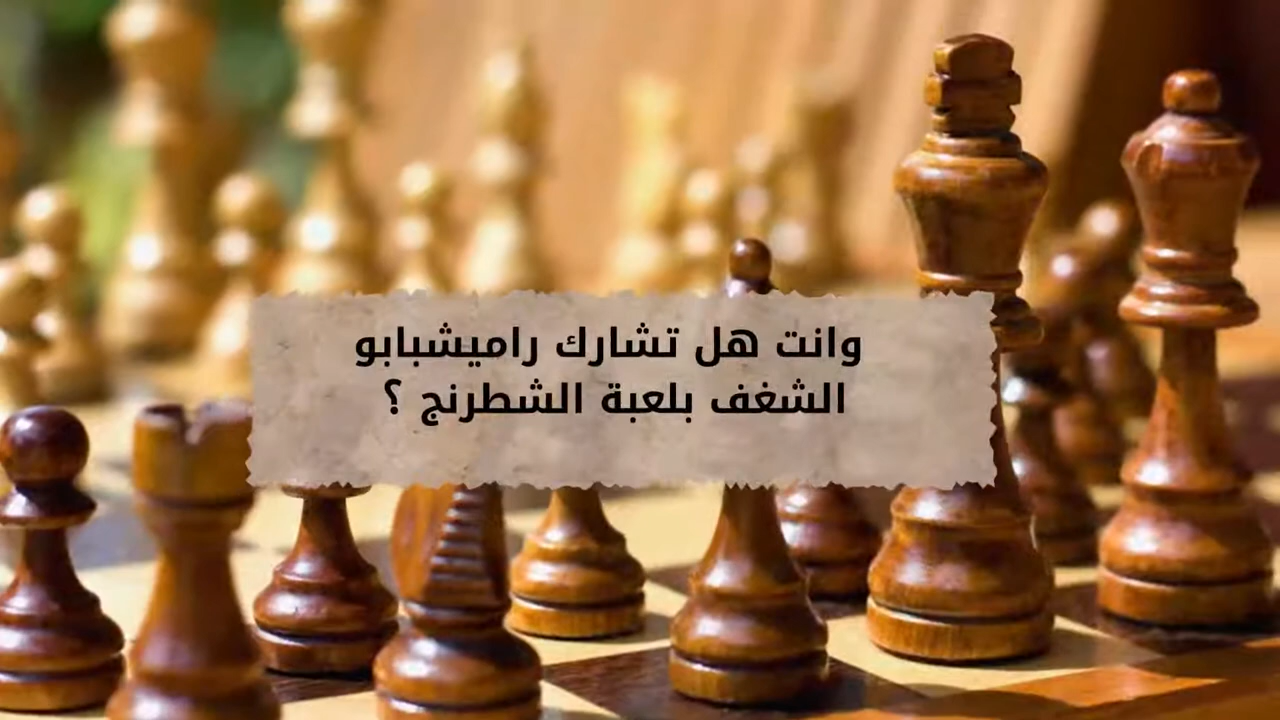 وانت هل تشارك راميشبابو
الشغف بلعبة الشطرنج ؟